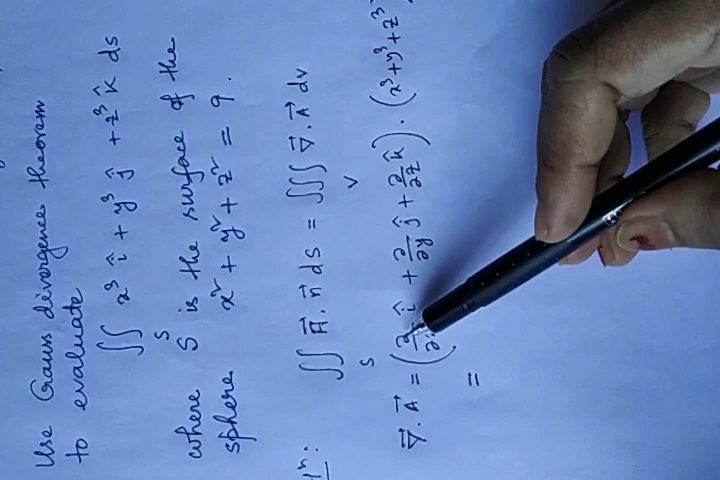 Use Gauss divergence theorem
to evaluate
∬ x³ î + y³ ĵ + z³ k̂ ds
S
where S is the surface of the
sphere x² + y² + z² = 9.
lⁿ:
∬ A⃗ . n⃗ ds = ∭ ∇⃗ . A⃗ dv
S V
∇⃗ . A⃗ = (∂/∂x î + ∂/∂y ĵ + ∂/∂z k̂) . (x³ + y³ + z³
=